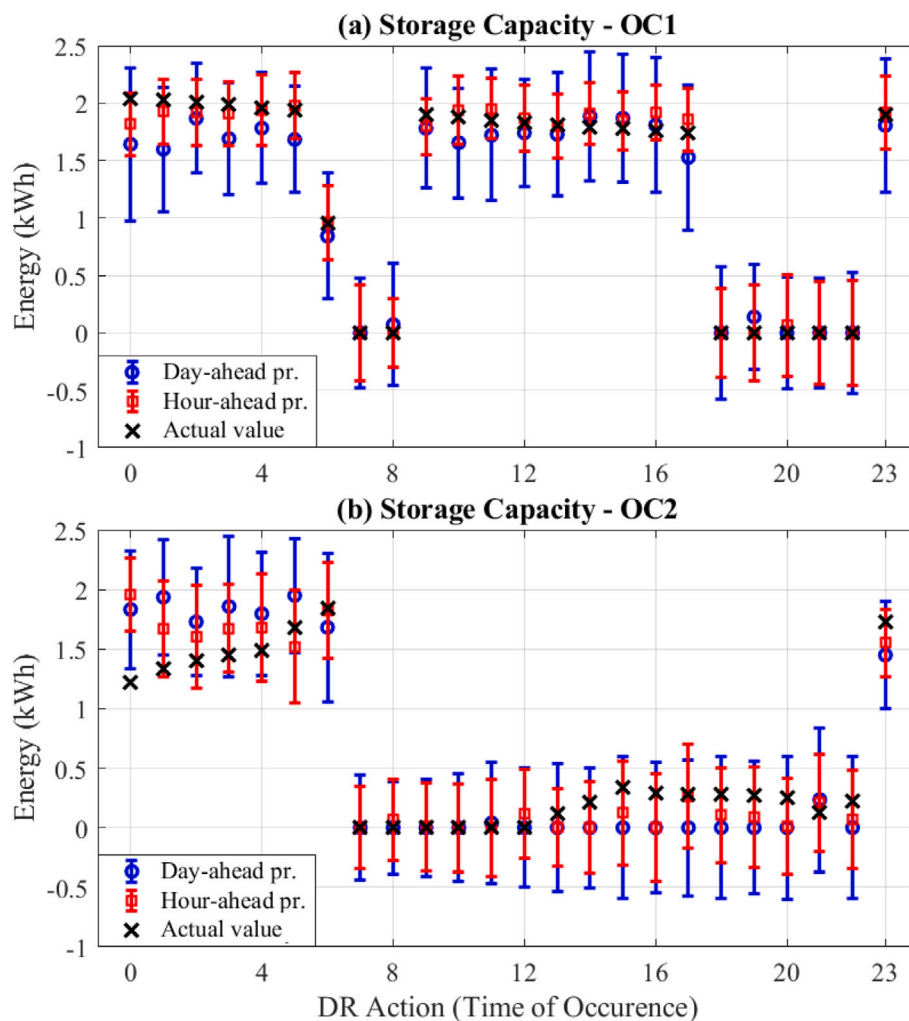 (a) Storage Capacity - OC1
2.5
2
1.5
1
0.5
0
-0.5
-1
Energy (kWh)
Day-ahead pr.
Hour-ahead pr.
Actual value
0 4 8 12 16 20 23
(b) Storage Capacity - OC2
2.5
2
1.5
1
0.5
0
-0.5
-1
Energy (kWh)
Day-ahead pr.
Hour-ahead pr.
Actual value
0 4 8 12 16 20 23
DR Action (Time of Occurence)